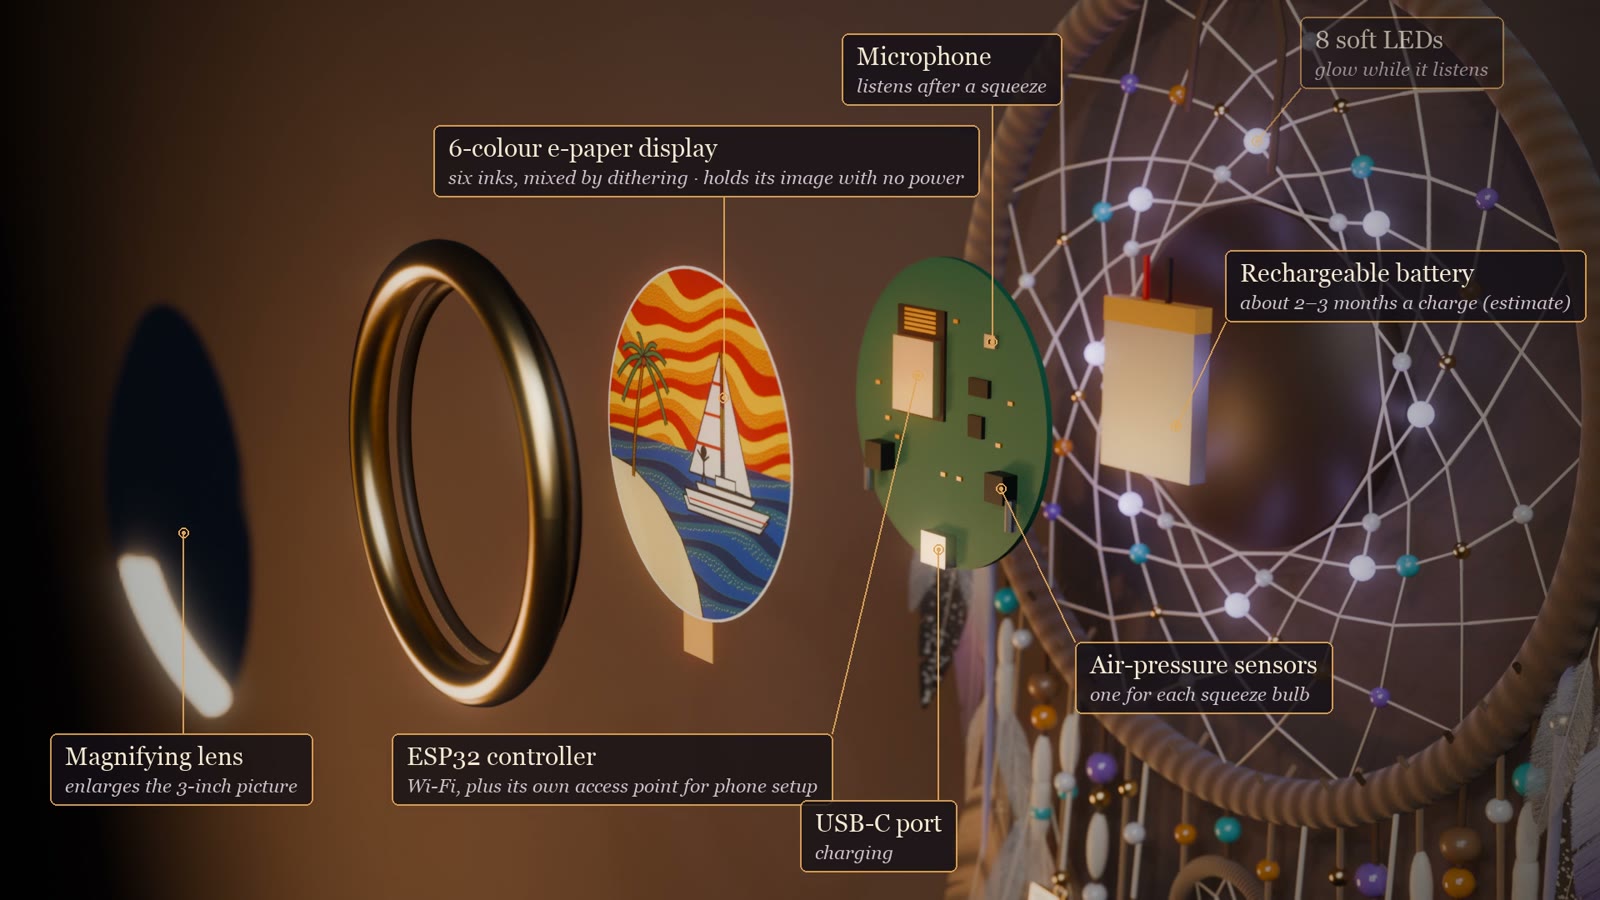 8 soft LEDs
glow while it listens
Microphone
listens after a squeeze
6-colour e-paper display
six inks, mixed by dithering · holds its image with no power
Rechargeable battery
about 2–3 months a charge (estimate)
Air-pressure sensors
one for each squeeze bulb
Magnifying lens
enlarges the 3-inch picture
ESP32 controller
Wi-Fi, plus its own access point for phone setup
USB-C port
charging